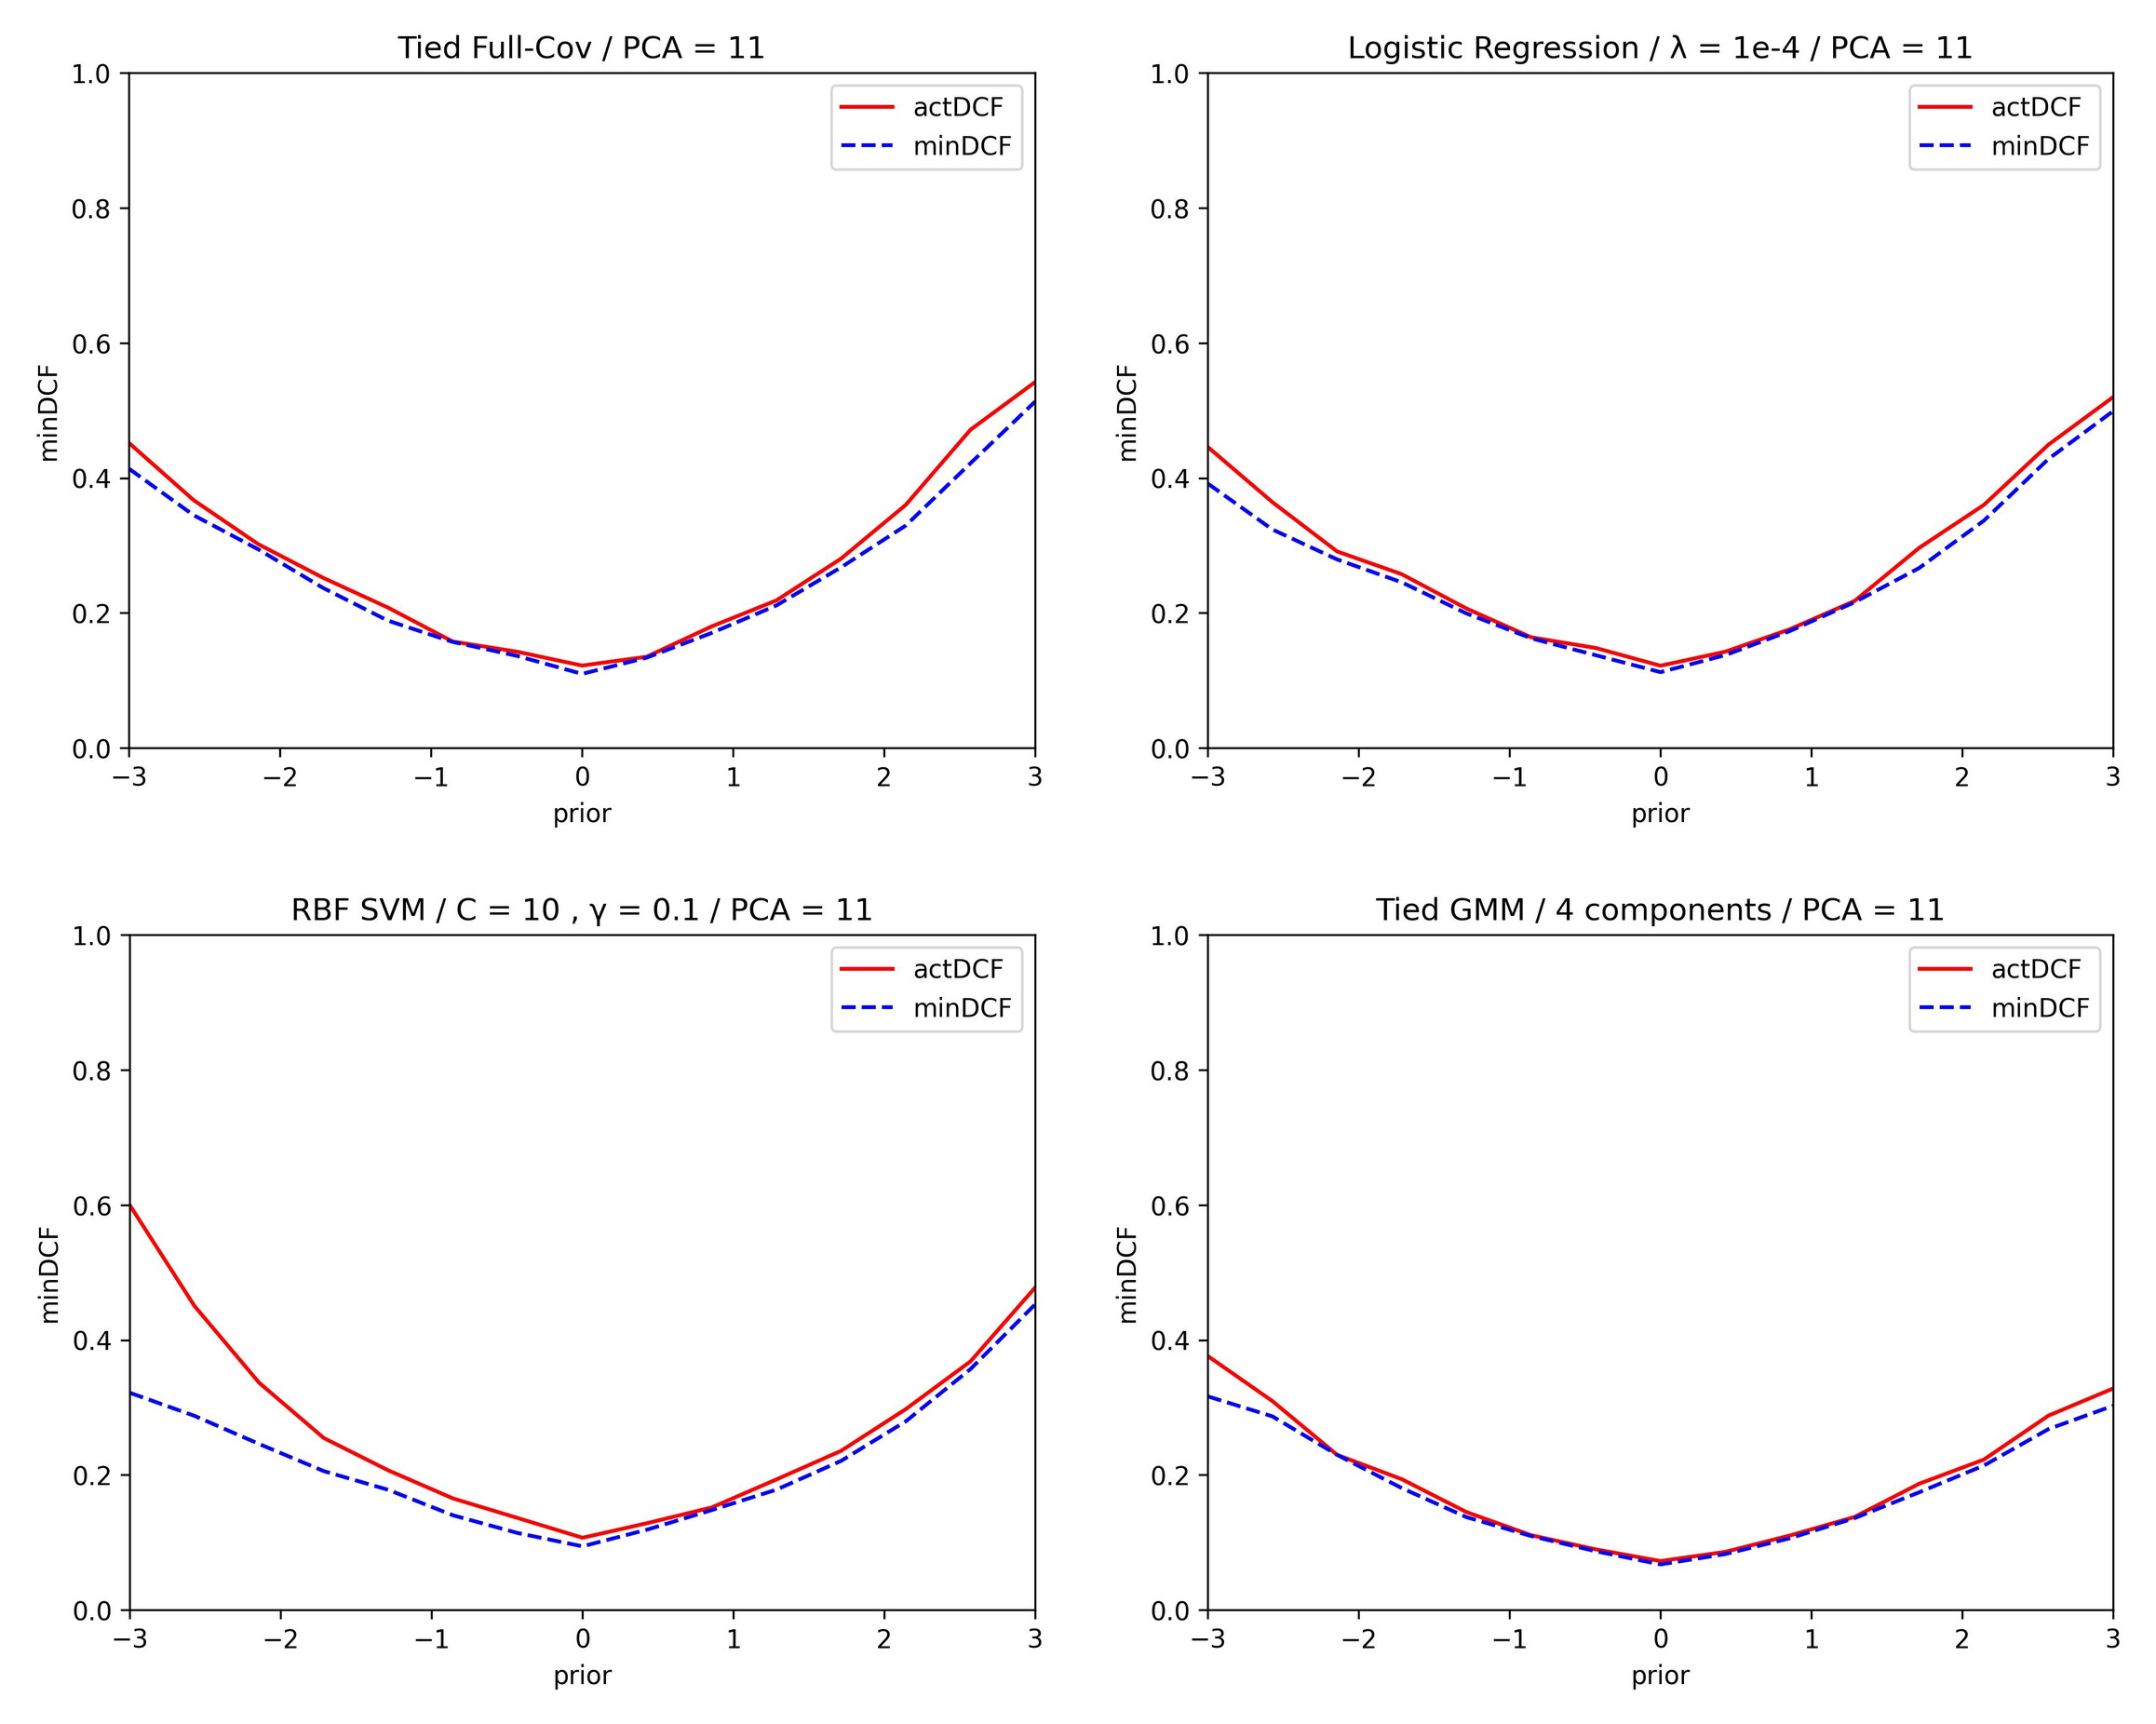 Tied Full-Cov / PCA = 11
1.0
0.8
0.6
0.4
0.2
0.0
minDCF
actDCF
minDCF
−3 −2 −1 0 1 2 3
prior
Logistic Regression / λ = 1e-4 / PCA = 11
1.0
0.8
0.6
0.4
0.2
0.0
minDCF
actDCF
minDCF
−3 −2 −1 0 1 2 3
prior
RBF SVM / C = 10 , γ = 0.1 / PCA = 11
1.0
0.8
0.6
0.4
0.2
0.0
minDCF
actDCF
minDCF
−3 −2 −1 0 1 2 3
prior
Tied GMM / 4 components / PCA = 11
1.0
0.8
0.6
0.4
0.2
0.0
minDCF
actDCF
minDCF
−3 −2 −1 0 1 2 3
prior